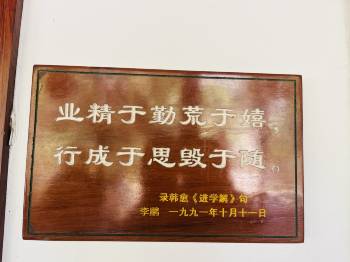 业精于勤荒于嬉，
行成于思毁于随。
录韩愈《进学解》句
李鹏 一九九一年十月十一日